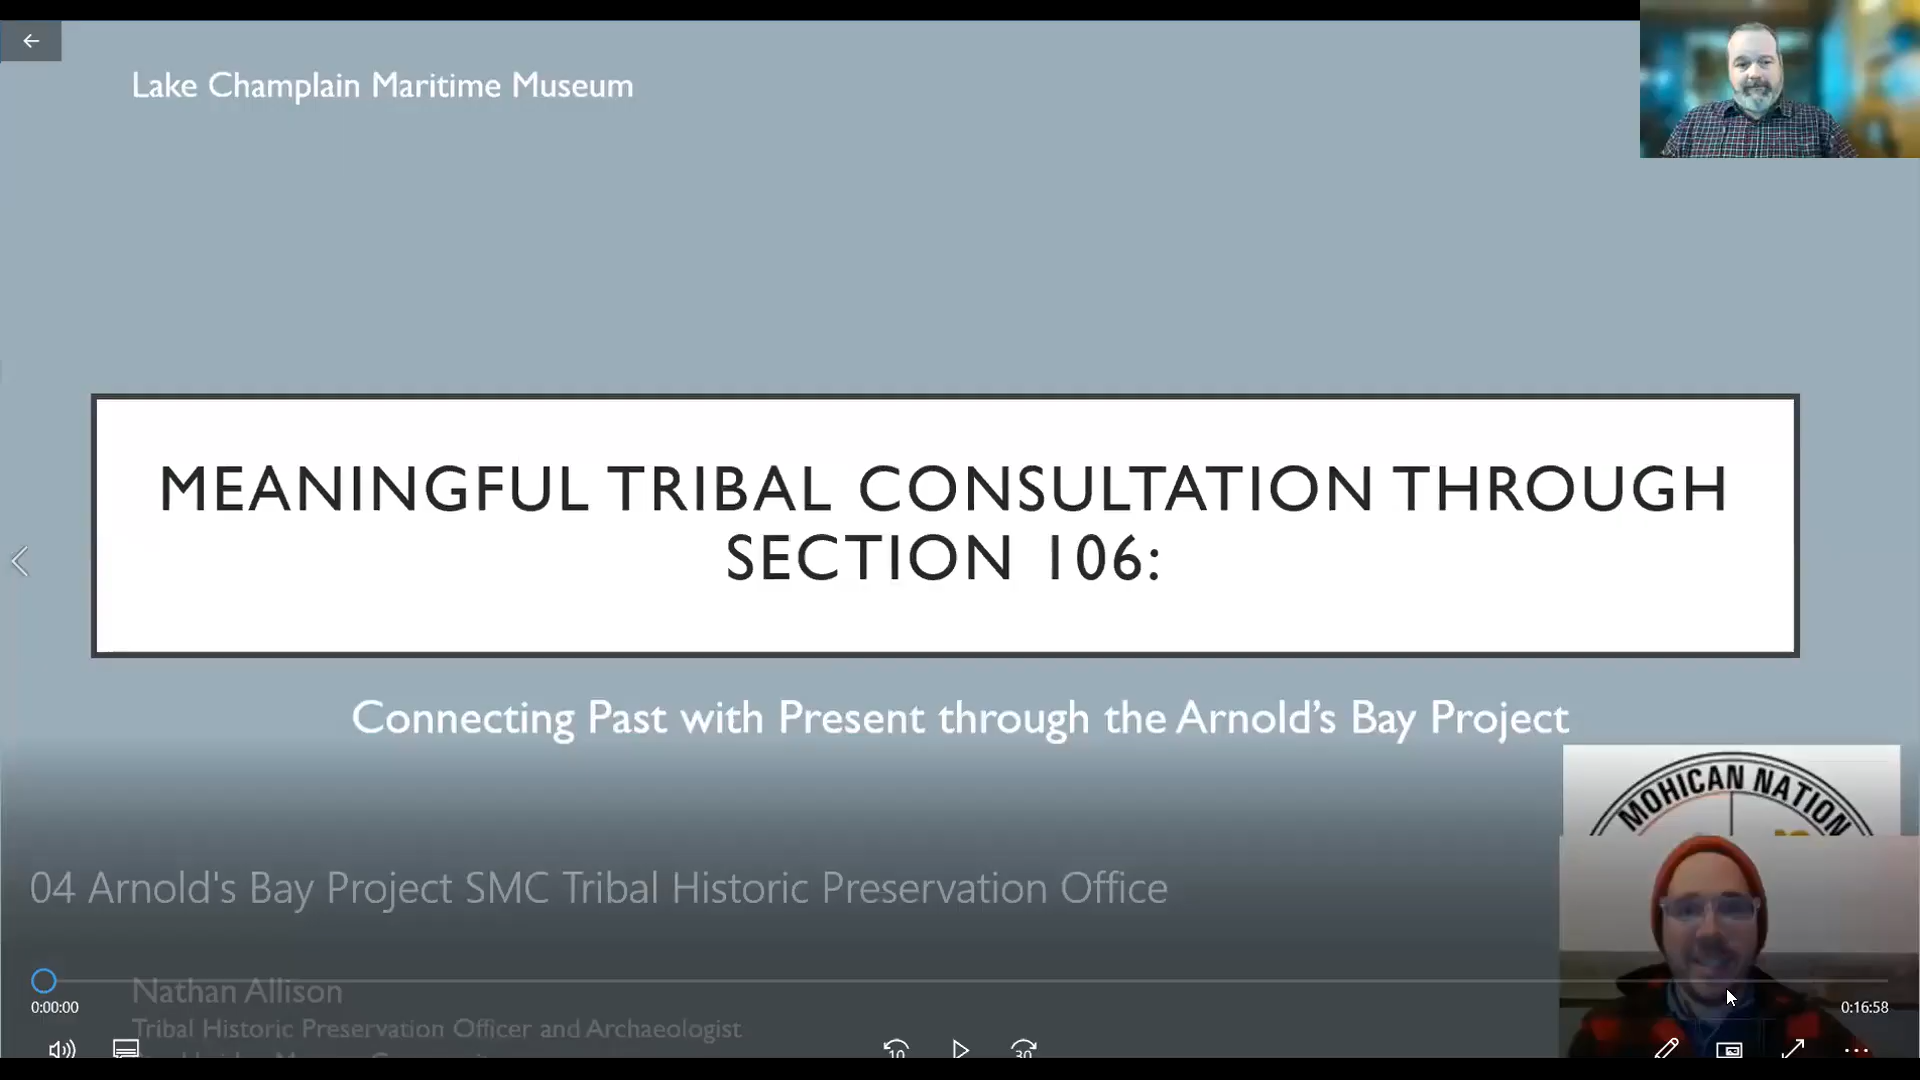 Lake Champlain Maritime Museum
MEANINGFUL TRIBAL CONSULTATION THROUGH
SECTION 106:
Connecting Past with Present through the Arnold's Bay Project
MOHICAN NATION
04 Arnold's Bay Project SMC Tribal Historic Preservation Office
Nathan Allison
0:00:00
0:16:58
Tribal Historic Preservation Officer and Archaeologist
10
30